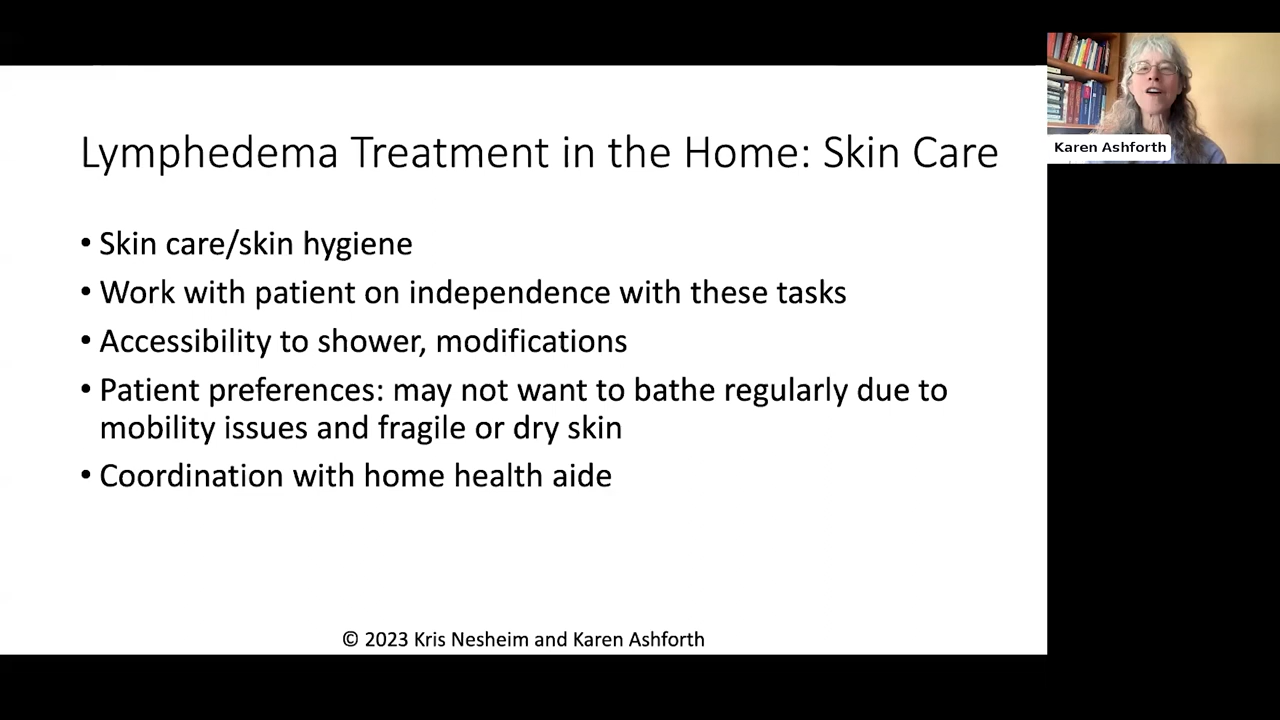 Lymphedema Treatment in the Home: Skin Care
• Skin care/skin hygiene
• Work with patient on independence with these tasks
• Accessibility to shower, modifications
• Patient preferences: may not want to bathe regularly due to
mobility issues and fragile or dry skin
• Coordination with home health aide
© 2023 Kris Nesheim and Karen Ashforth
Karen Ashforth